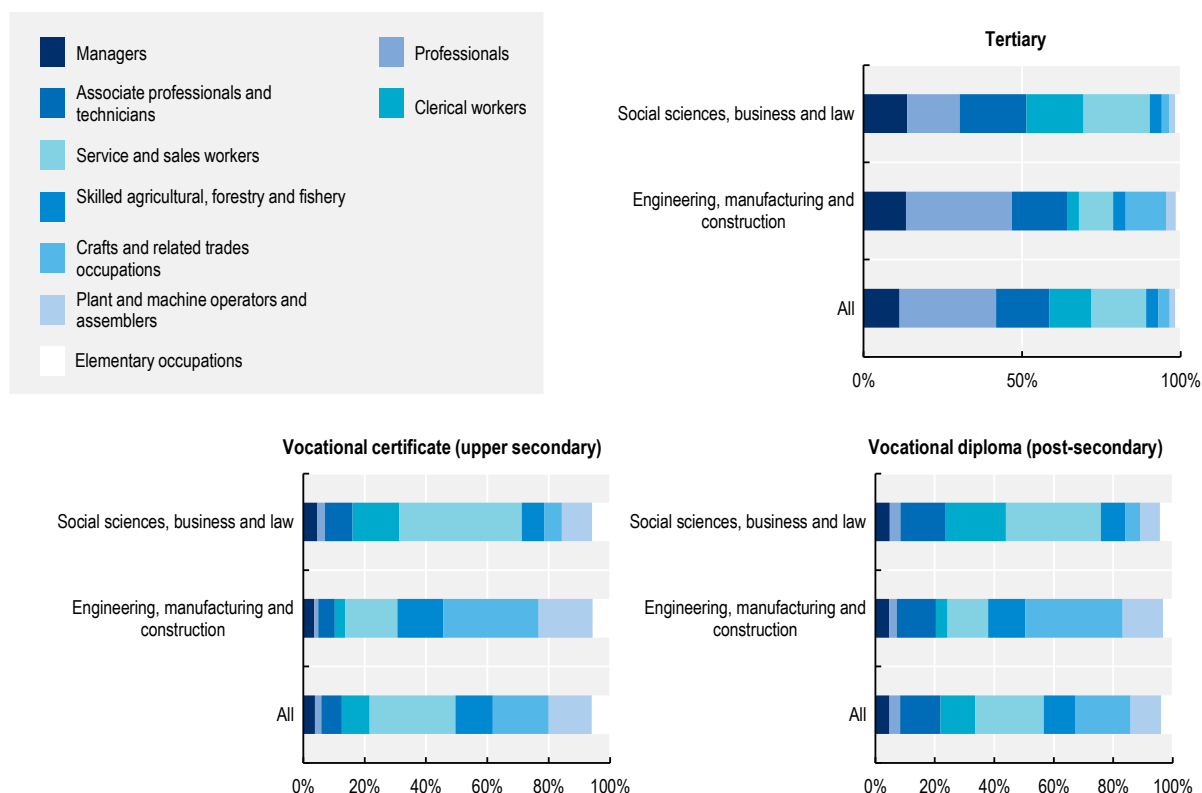 Managers
Professionals
Associate professionals and
technicians
Clerical workers
Service and sales workers
Skilled agricultural, forestry and fishery
Crafts and related trades
occupations
Plant and machine operators and
assemblers
Elementary occupations
Tertiary
Social sciences, business and law
Engineering, manufacturing and
construction
All
0% 50% 100%
Vocational certificate (upper secondary)
Social sciences, business and law
Engineering, manufacturing and
construction
All
0% 20% 40% 60% 80% 100%
Vocational diploma (post-secondary)
Social sciences, business and law
Engineering, manufacturing and
construction
All
0% 20% 40% 60% 80% 100%